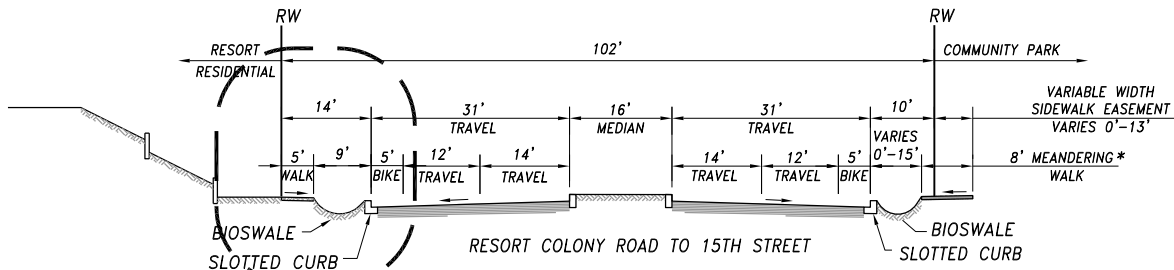 RW RW
RESORT 102' COMMUNITY PARK
RESIDENTIAL
VARIABLE WIDTH
SIDEWALK EASEMENT
VARIES 0'-13'
14' 31' 16' 31' 10'
TRAVEL MEDIAN TRAVEL VARIES
0'-15'
5' 9' 5' 12' 14' 14' 12' 5' 8' MEANDERING*
WALK BIKE TRAVEL TRAVEL TRAVEL TRAVEL BIKE WALK
BIOSWALE BIOSWALE
RESORT COLONY ROAD TO 15TH STREET
SLOTTED CURB SLOTTED CURB